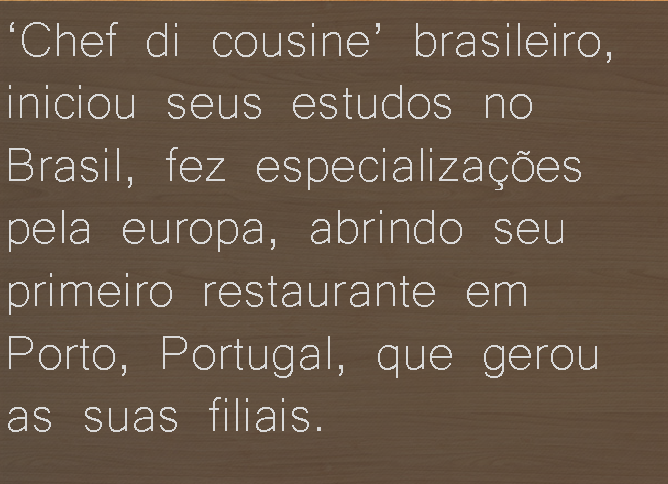 ‘Chef di cousine’ brasileiro,
iniciou seus estudos no
Brasil, fez especializações
pela europa, abrindo seu
primeiro restaurante em
Porto, Portugal, que gerou
as suas filiais.